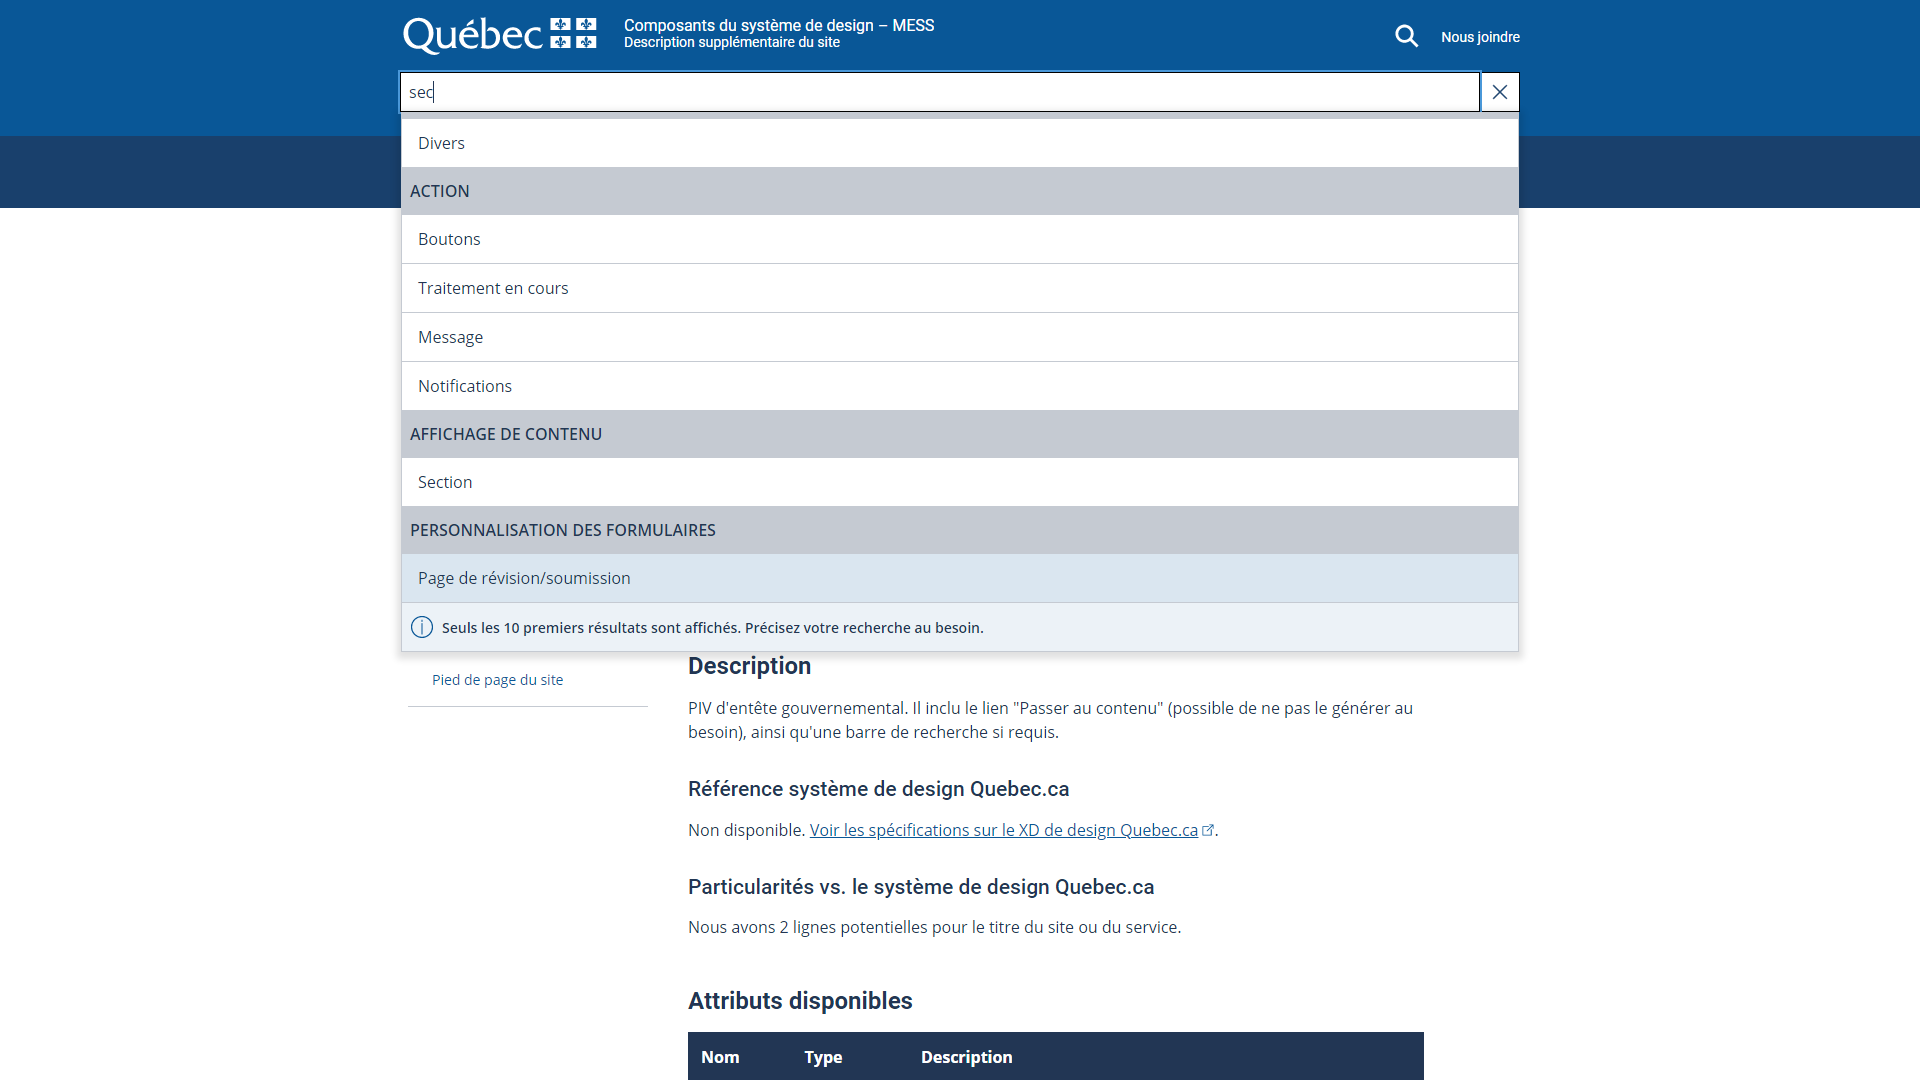 Québec
Composants du système de design – MESS
Description supplémentaire du site
Nous joindre
sec
Divers
ACTION
Boutons
Traitement en cours
Message
Notifications
AFFICHAGE DE CONTENU
Section
PERSONNALISATION DES FORMULAIRES
Page de révision/soumission
Seuls les 10 premiers résultats sont affichés. Précisez votre recherche au besoin.
Pied de page du site
Description
PIV d'entête gouvernemental. Il inclu le lien "Passer au contenu" (possible de ne pas le générer au
besoin), ainsi qu'une barre de recherche si requis.
Référence système de design Quebec.ca
Non disponible. Voir les spécifications sur le XD de design Quebec.ca.
Particularités vs. le système de design Quebec.ca
Nous avons 2 lignes potentielles pour le titre du site ou du service.
Attributs disponibles
Nom Type Description